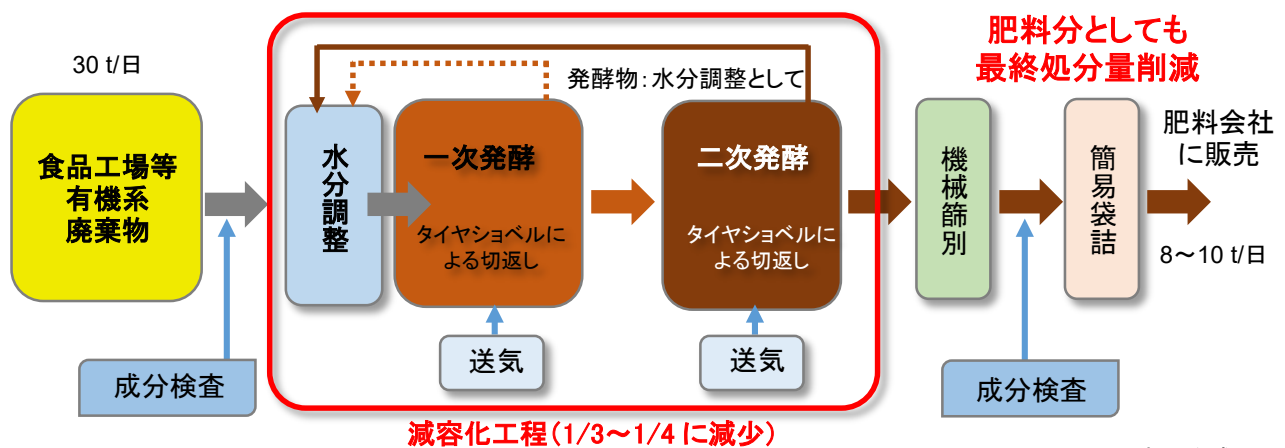 30 t/日
食品工場等
有機系
廃棄物
成分検査
水分調整
発酵物：水分調整として
一次発酵
タイヤショベルに
よる切返し
送気
二次発酵
タイヤショベルに
よる切返し
送気
減容化工程（1/3～1/4 に減少）
機械篩別
成分検査
肥料分としても
最終処分量削減
簡易袋詰
肥料会社
に販売
8～10 t/日